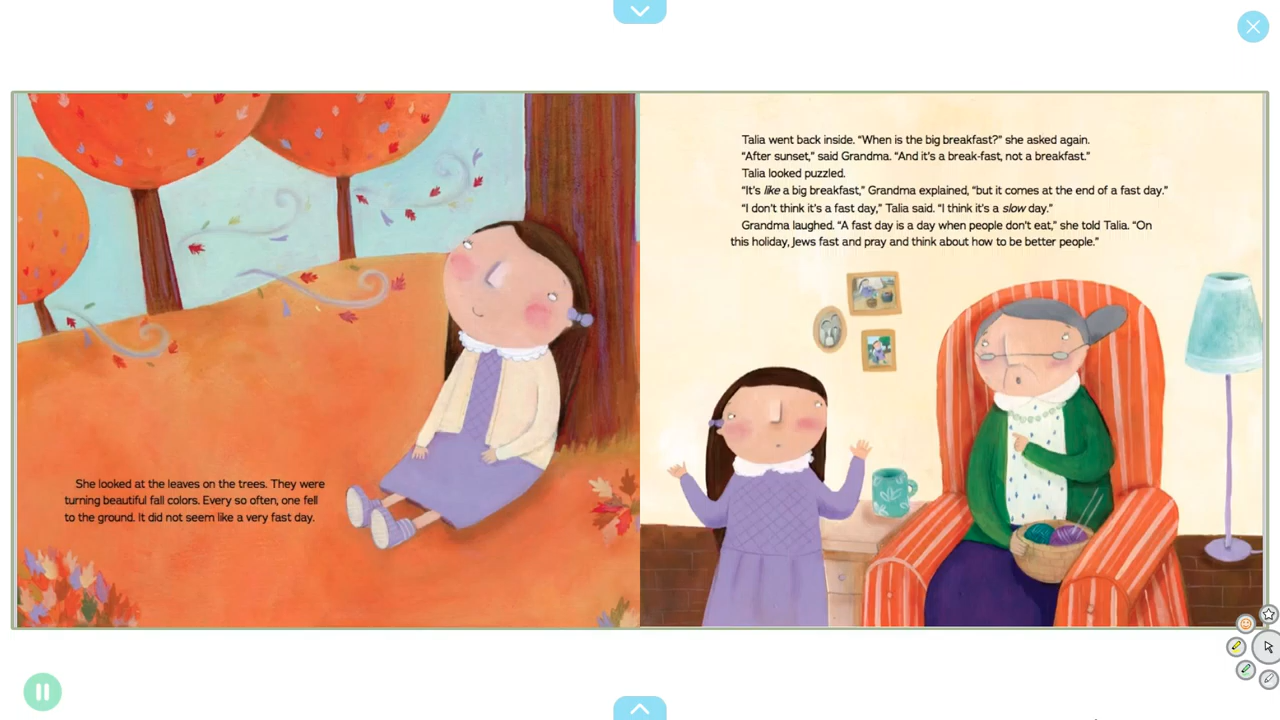 She looked at the leaves on the trees. They were
turning beautiful fall colors. Every so often, one fell
to the ground. It did not seem like a very fast day.
Talia went back inside. “When is the big breakfast?” she asked again.
“After sunset,” said Grandma. “And it’s a break-fast, not a breakfast.”
Talia looked puzzled.
“It’s like a big breakfast,” Grandma explained, “but it comes at the end of a fast day.”
“I don’t think it’s a fast day,” Talia said. “I think it’s a slow day.”
Grandma laughed. “A fast day is a day when people don’t eat,” she told Talia. “On
this holiday, Jews fast and pray and think about how to be better people.”